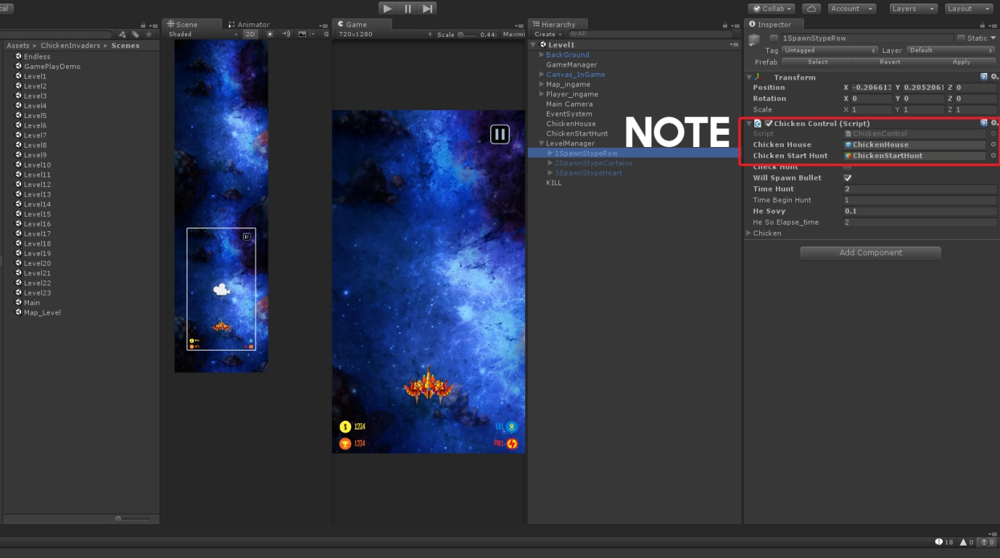 cal
Collab
Account
Layers
Layout
Scene
Animator
Shaded
2D
G
Game
720x1280
Scale
0.44:
Maximi
Hierarchy
Create
All
Inspector
Assets ▸ ChickenInvaders ▸ Scenes
Endless
GamePlayDemo
Level1
Level2
Level3
Level4
Level5
Level6
Level7
Level8
Level9
Level10
Level11
Level12
Level13
Level14
Level15
Level16
Level17
Level18
Level19
Level20
Level21
Level22
Level23
Main
Map_Level
1234
LV1
1234
PW1
Level1
BackGround
GameManager
Canvas_InGame
Map_ingame
Player_ingame
Main Camera
EventSystem
ChickenHouse
ChickenStartHunt
LevelManager
1SpawnStypeRow
2SpawnStypeCurtains
3SpawnStypeHeart
KILL
NOTE
1SpawnStypeRow
Static
Tag Untagged Layer Default
Prefab Select Revert Apply
Transform
Position X -0.206613 Y 0.2052061 Z 0
Rotation X 0 Y 0 Z 0
Scale X 1 Y 1 Z 1
Chicken Control (Script)
Script ChickenControl
Chicken House ChickenHouse
Chicken Start Hunt ChickenStartHunt
Check Hunt
Will Spawn Bullet
Time Hunt 2
Time Begin Hunt 1
He Sovy 0.1
He So Elapse_time 2
Chicken
Add Component
18 0 0